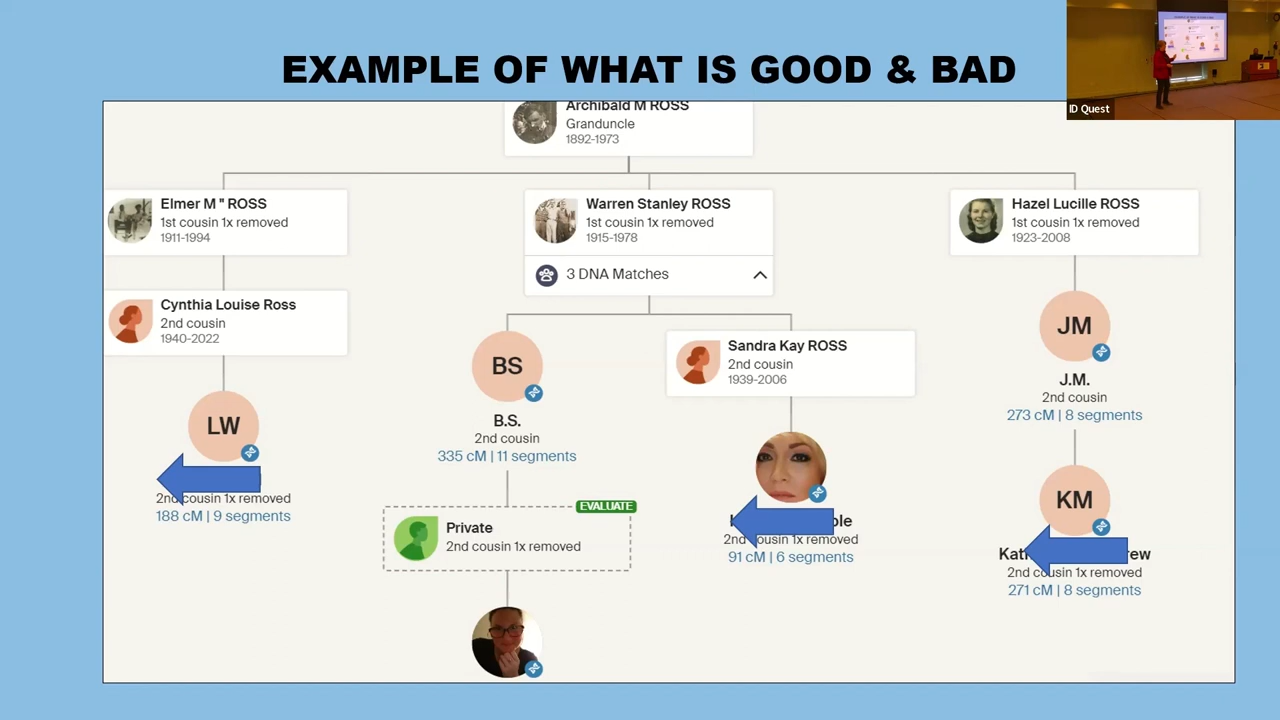 EXAMPLE OF WHAT IS GOOD & BAD
ID Quest
Archibald M ROSS
Granduncle
1892-1973
Elmer M " ROSS
1st cousin 1x removed
1911-1994
Warren Stanley ROSS
1st cousin 1x removed
1915-1978
3 DNA Matches
Hazel Lucille ROSS
1st cousin 1x removed
1923-2008
Cynthia Louise Ross
2nd cousin
1940-2022
LW
2nd cousin 1x removed
188 cM | 9 segments
BS
B.S.
2nd cousin
335 cM | 11 segments
EVALUATE
Private
2nd cousin 1x removed
Sandra Kay ROSS
2nd cousin
1939-2006
2nd cousin 1x removed
91 cM | 6 segments
JM
J.M.
2nd cousin
273 cM | 8 segments
KM
2nd cousin 1x removed
271 cM | 8 segments